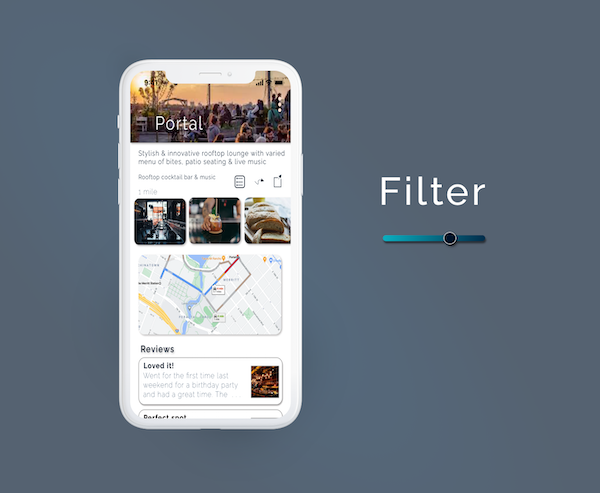 9:41
Portal
Stylish & innovative rooftop lounge with varied
menu of bites, patio seating & live music
Rooftop cocktail bar & music
1 mile
Reviews
Loved it!
Went for the first time last
weekend for a birthday party
and had a great time. The
Perfect spot
Filter